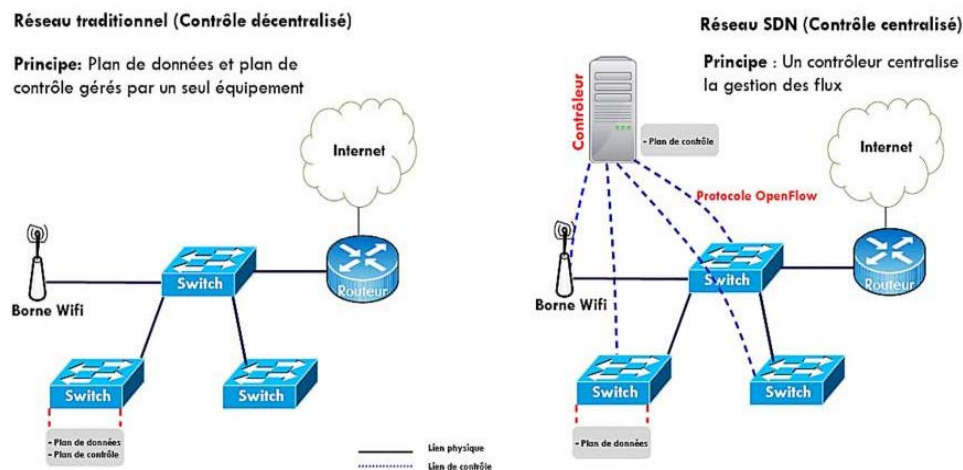 Réseau traditionnel (Contrôle décentralisé)
Principe: Plan de données et plan de
contrôle gérés par un seul équipement
Internet
Switch
Routeur
Borne Wifi
Switch
Switch
- Plan de données
- Plan de contrôle
Réseau SDN (Contrôle centralisé)
Principe : Un contrôleur centralise
la gestion des flux
Contrôleur
- Plan de contrôle
Internet
Protocole OpenFlow
Switch
Routeur
Borne Wifi
Switch
Switch
- Plan de données
Lien physique
Lien de contrôle